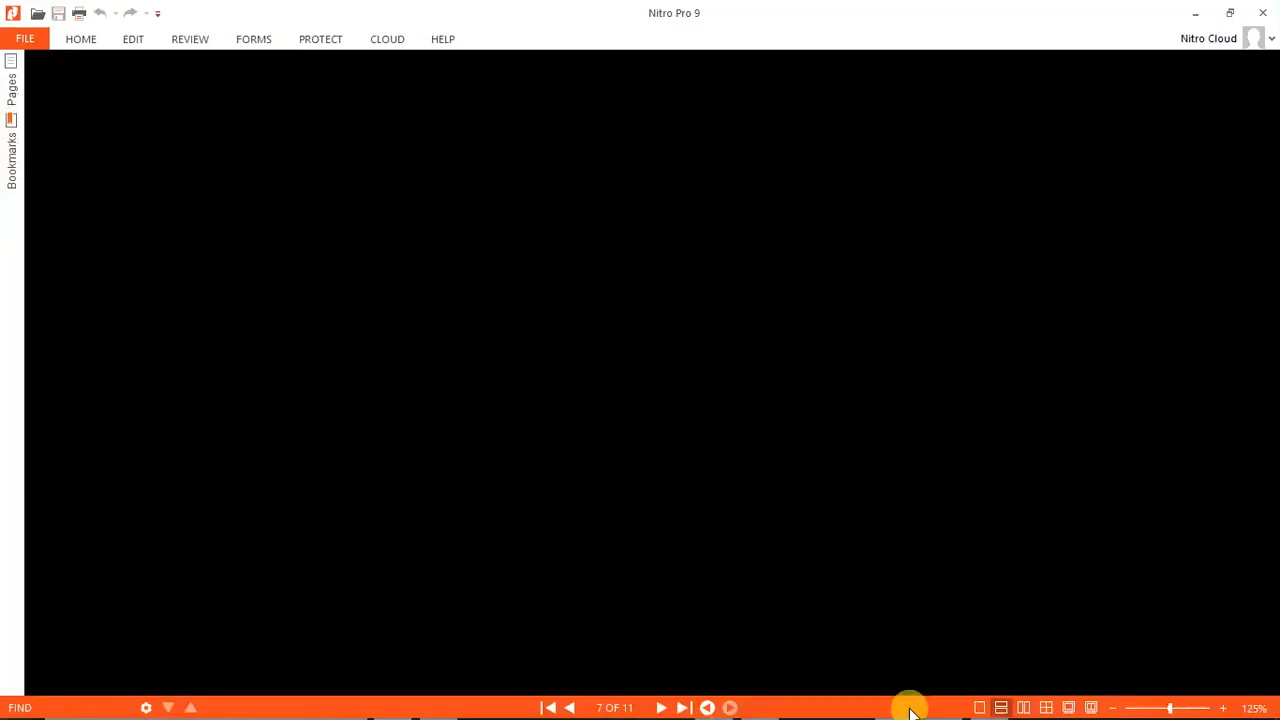 Nitro Pro 9
FILE HOME EDIT REVIEW FORMS PROTECT CLOUD HELP Nitro Cloud
Pages
Bookmarks
FIND 7 OF 11 125%